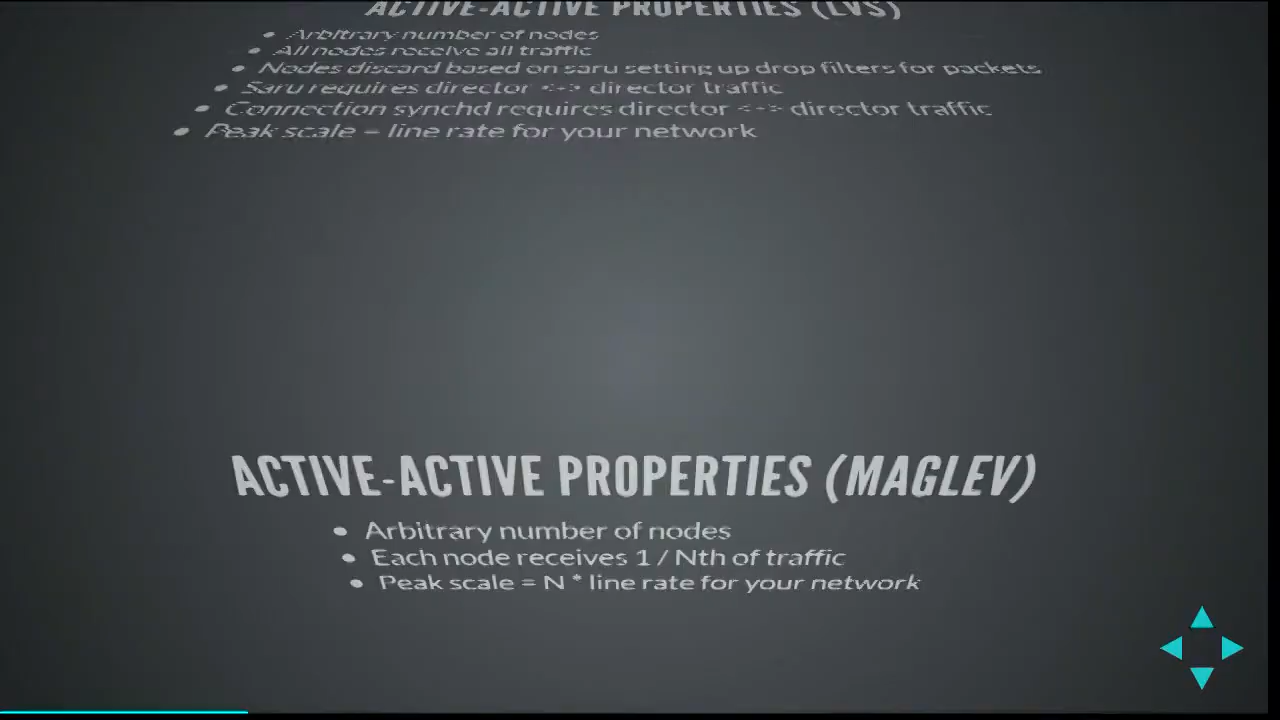 ACTIVE-ACTIVE PROPERTIES (LVS)
• Arbitrary number of nodes
• All nodes receive all traffic
• Nodes discard based on saru setting up drop filters for packets
• Saru requires director <-> director traffic
• Connection synchd requires director <-> director traffic
• Peak scale = line rate for your network
ACTIVE-ACTIVE PROPERTIES (MAGLEV)
• Arbitrary number of nodes
• Each node receives 1 / Nth of traffic
• Peak scale = N * line rate for your network